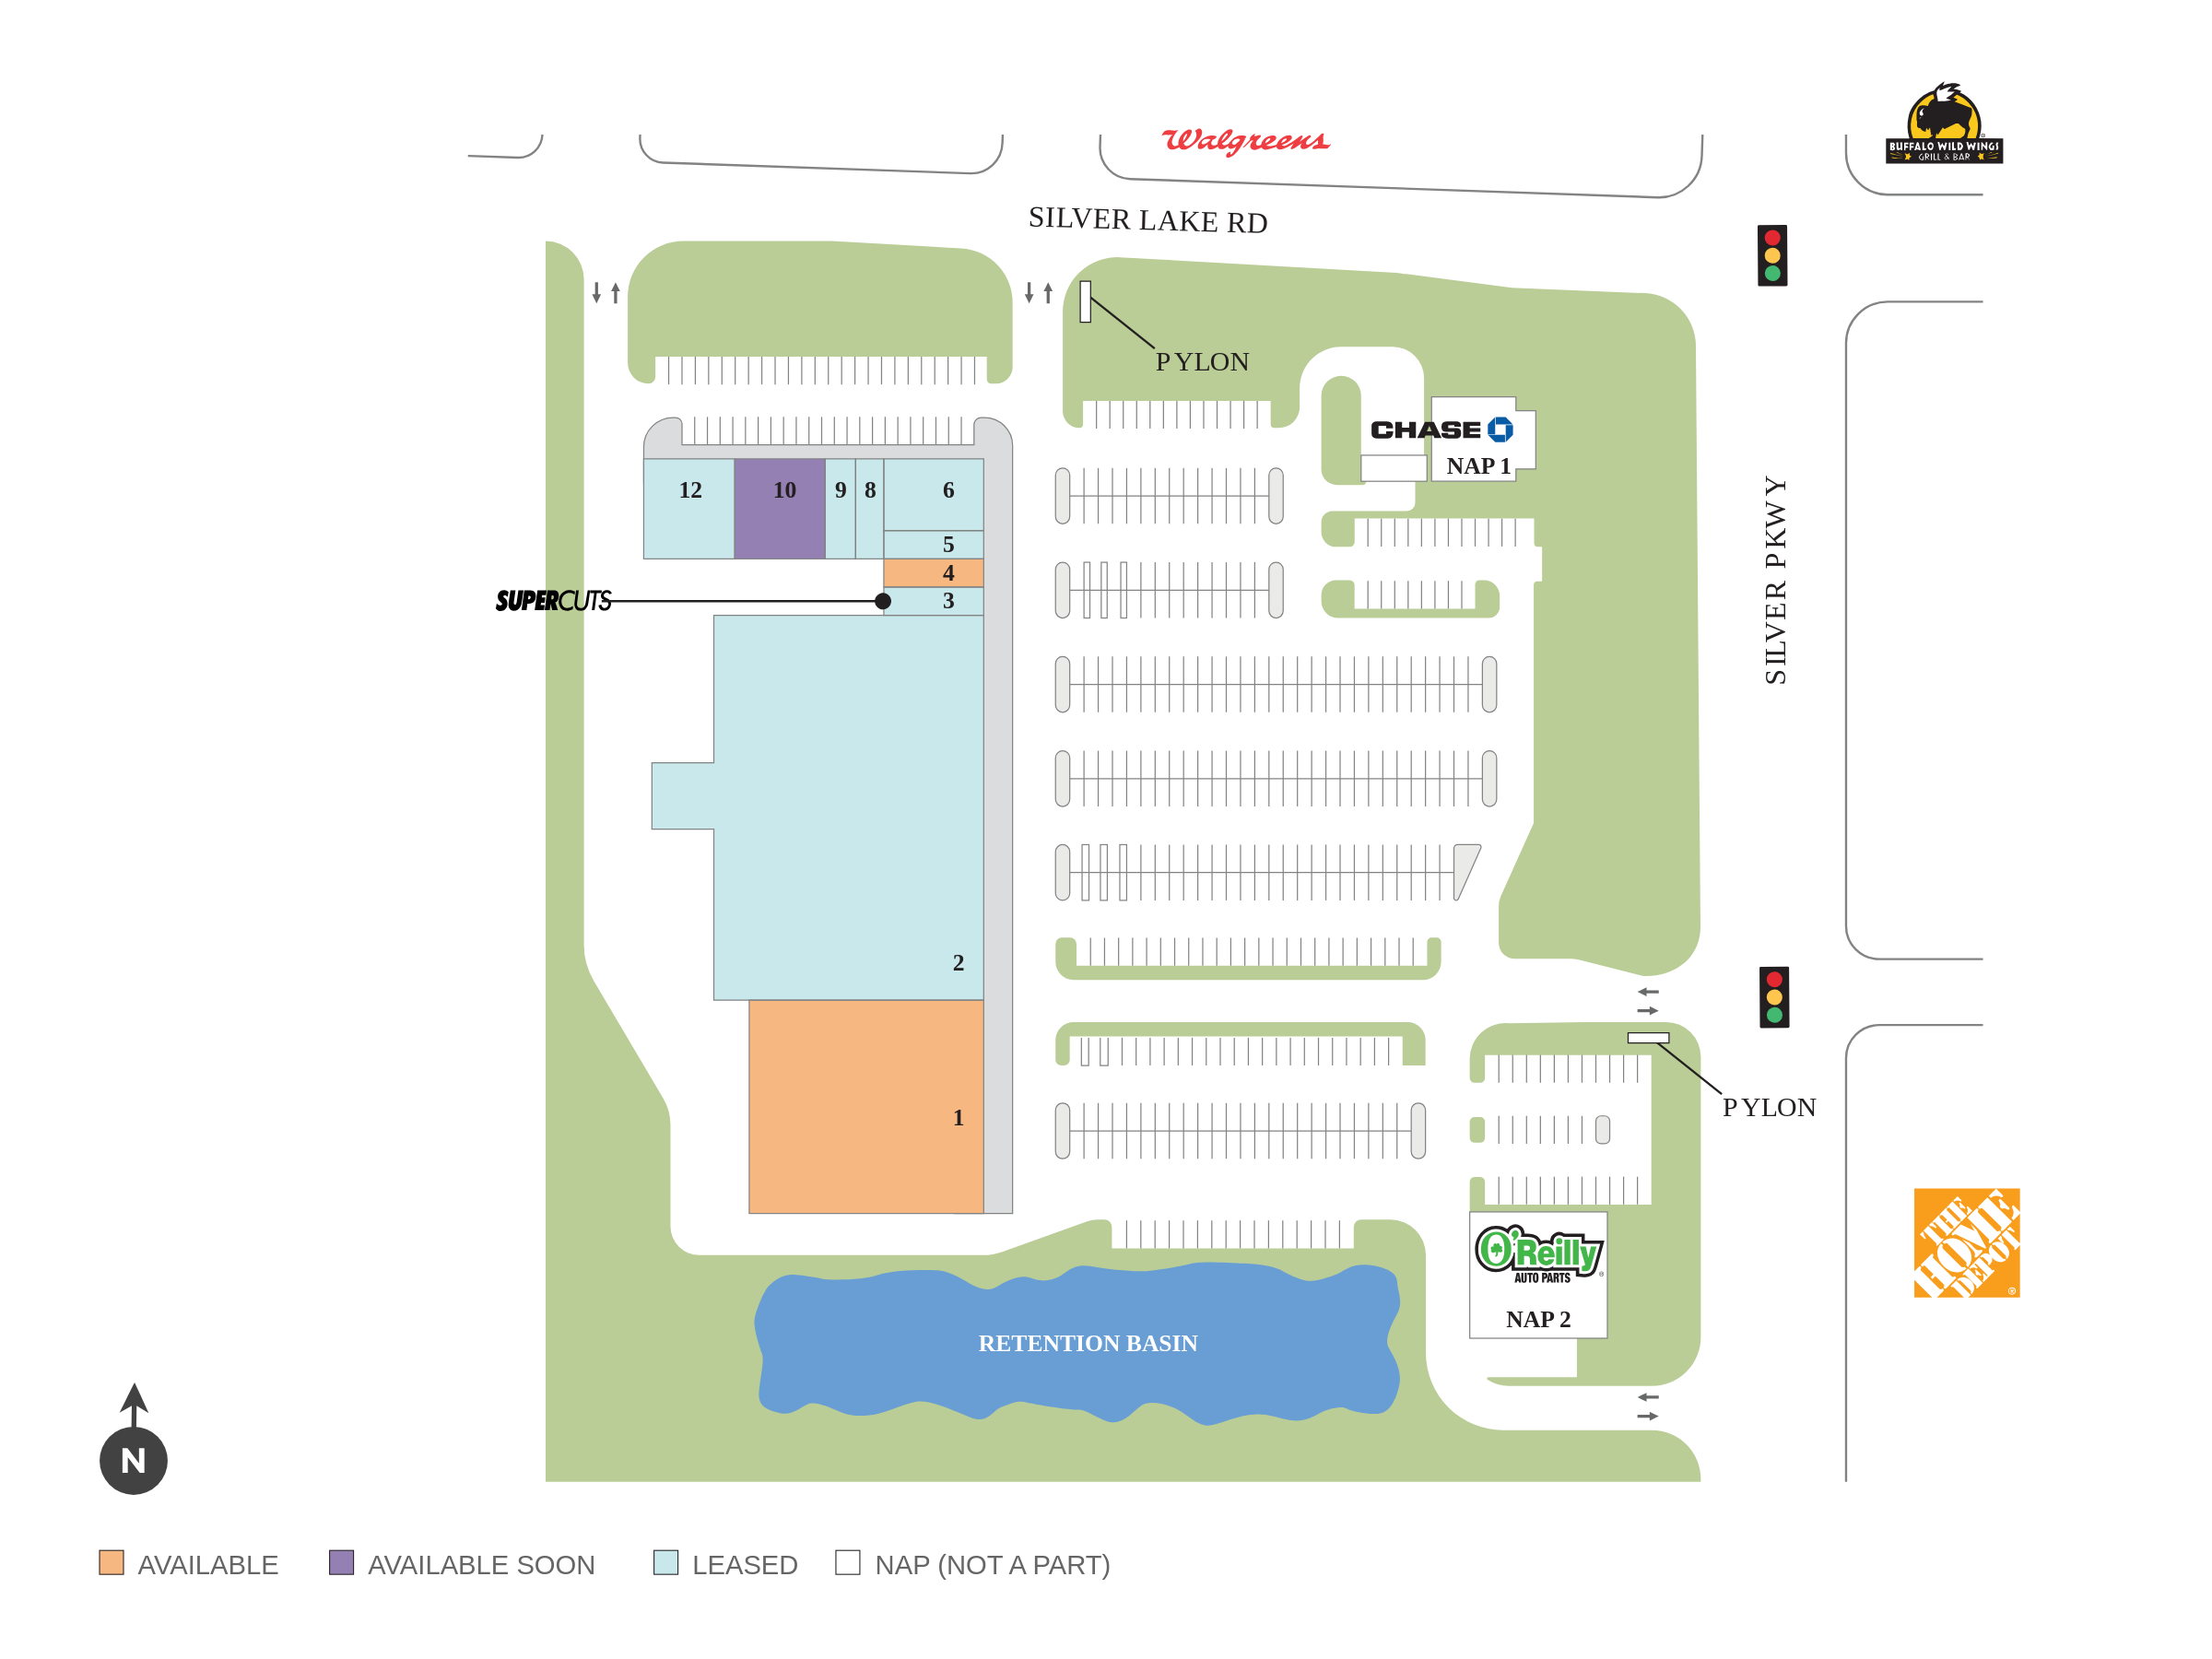 BUFFALO WILD WINGS
GRILL & BAR
Walgreens
SILVER LAKE RD
PYLON
CHASE
NAP 1
12
10
9
8
6
5
4
3
SUPERCUTS
SILVER PKWY
2
1
PYLON
THE
HOME
DEPOT
O'Reilly
AUTO PARTS
NAP 2
RETENTION BASIN
N
AVAILABLE
AVAILABLE SOON
LEASED
NAP (NOT A PART)